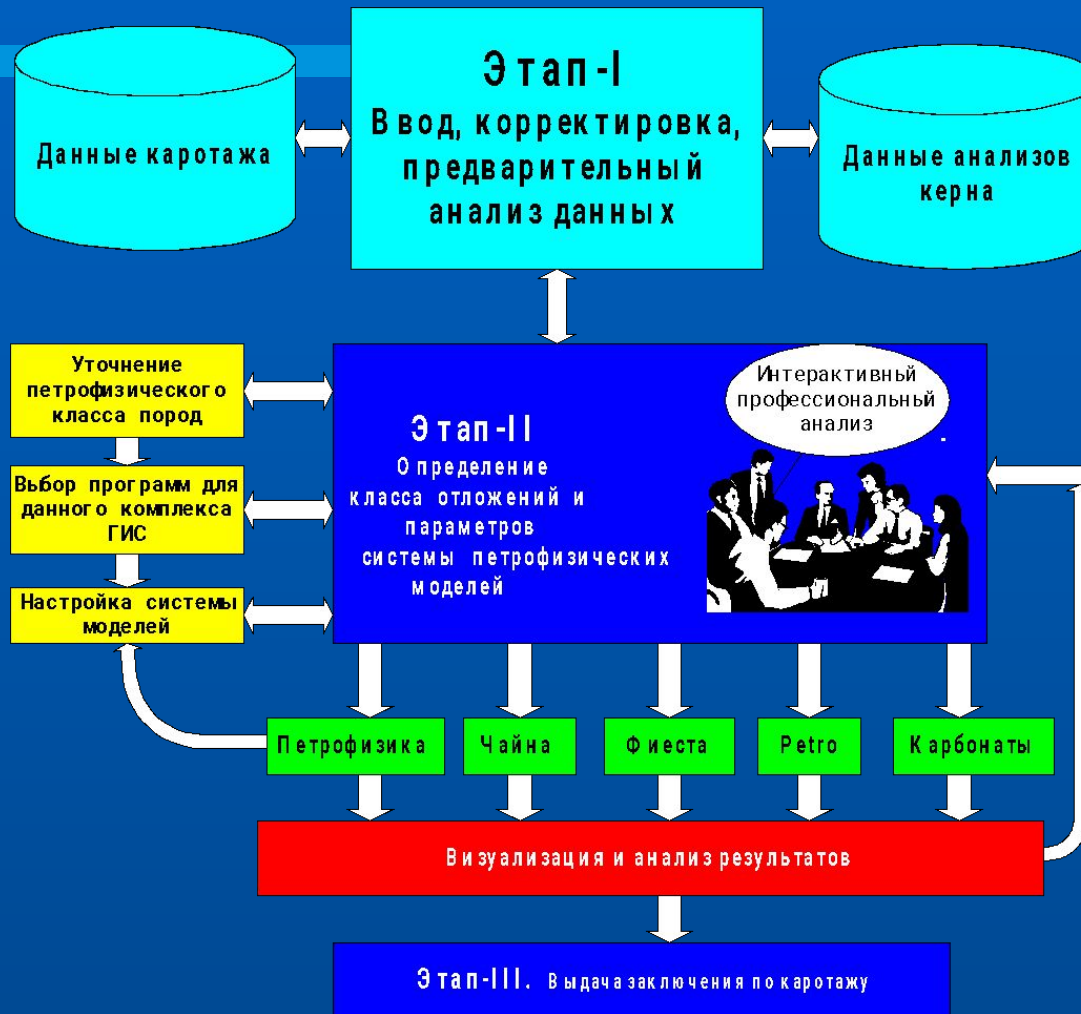 Этап-I
Ввод, корректировка,
предварительный
анализ данных
Данные каротажа
Данные анализов
керна
Уточнение
петрофизического
класса пород
Выбор программ для
данного комплекса
ГИС
Настройка системы
моделей
Этап-II
Определение
класса отложений и
параметров
системы петрофизических
моделей
Интерактивный
профессиональный
анализ
Петрофизика
Чайна
Фиеста
Petro
Карбонаты
Визуализация и анализ результатов
Этап-III. Выдача заключения по каротажу